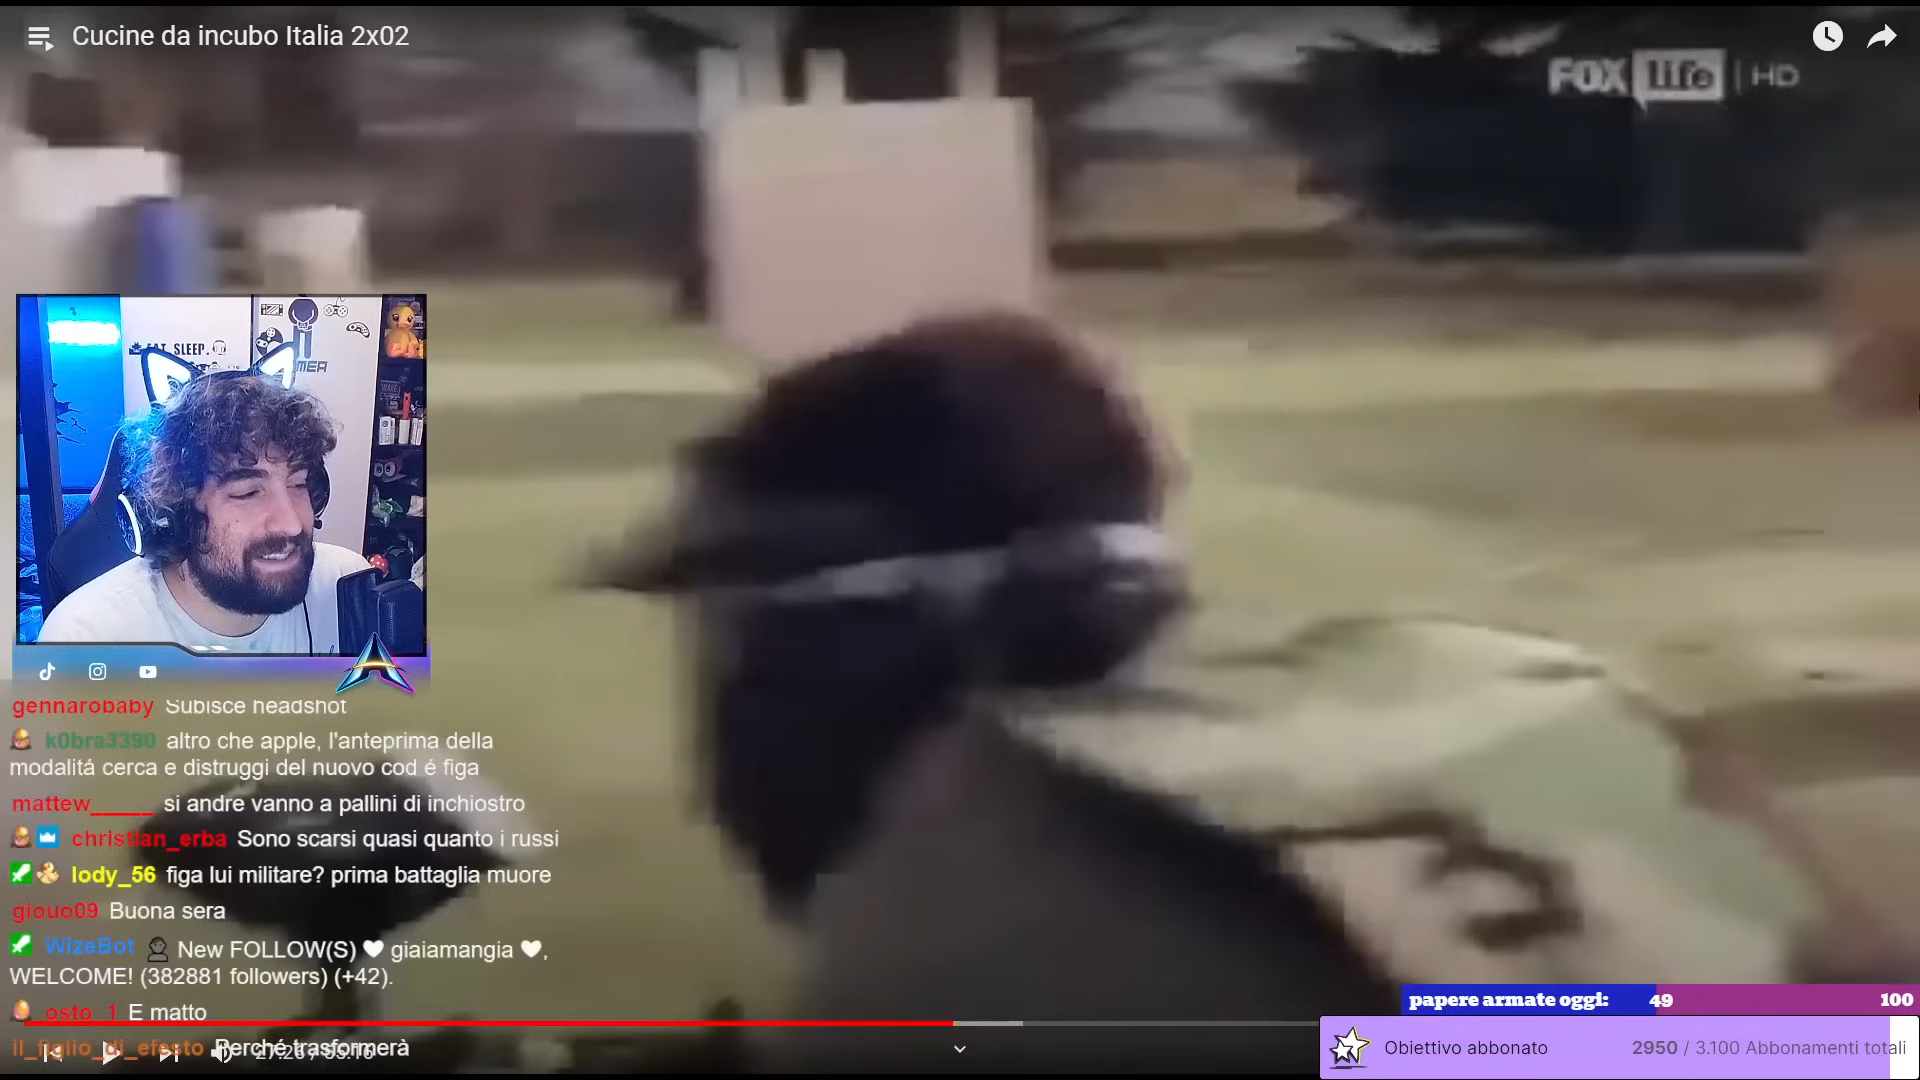 Cucine da incubo Italia 2x02
FOX life HD
EAT. SLEEP.
gennarobaby Subisce headshot
k0bra3390 altro che apple, l'anteprima della
modalitá cerca e distruggi del nuovo cod é figa
mattew_____ si andre vanno a pallini di inchiostro
christian_erba Sono scarsi quasi quanto i russi
lody_56 figa lui militare? prima battaglia muore
giouo09 Buona sera
WizeBot New FOLLOW(S) giaiamangia ,
WELCOME! (382881 followers) (+42).
osto_1 E matto
il_figlio_di_efesto Perché trasformerà
papere armate oggi: 49 100
Obiettivo abbonato 2950 / 3.100 Abbonamenti totali